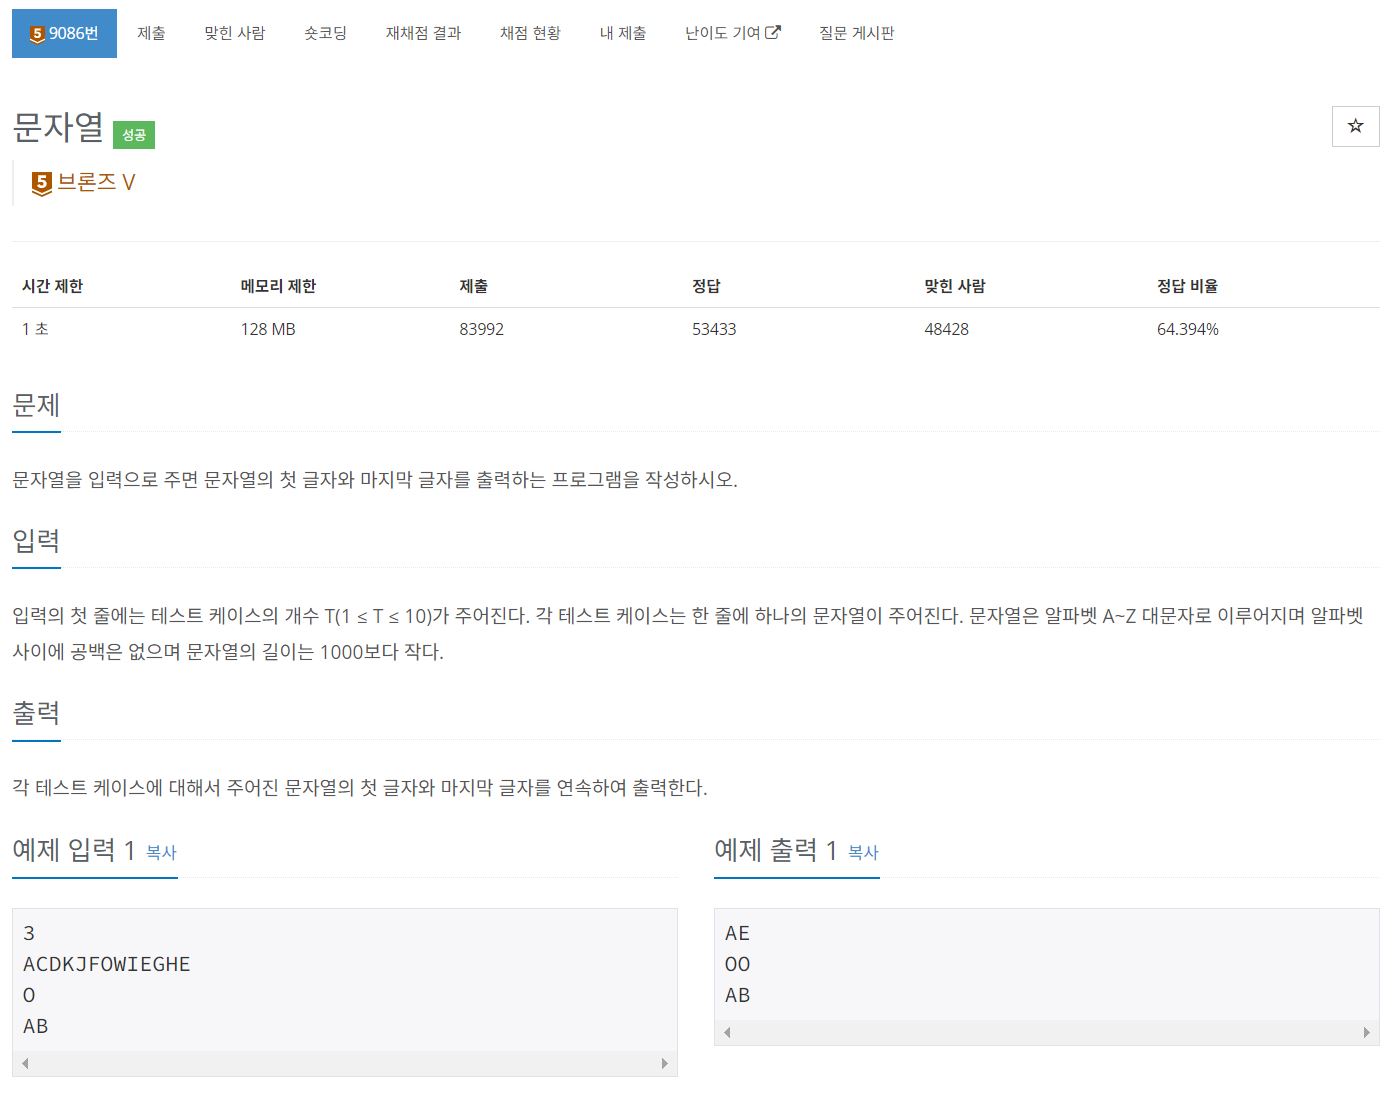 5 9086번 제출 맞힌 사람 숏코딩 재채점 결과 채점 현황 내 제출 난이도 기여 질문 게시판
문자열 성공
5 브론즈 V
시간 제한 메모리 제한 제출 정답 맞힌 사람 정답 비율
1 초 128 MB 83992 53433 48428 64.394%
문제
문자열을 입력으로 주면 문자열의 첫 글자와 마지막 글자를 출력하는 프로그램을 작성하시오.
입력
입력의 첫 줄에는 테스트 케이스의 개수 T(1 ≤ T ≤ 10)가 주어진다. 각 테스트 케이스는 한 줄에 하나의 문자열이 주어진다. 문자열은 알파벳 A~Z 대문자로 이루어지며 알파벳
사이에 공백은 없으며 문자열의 길이는 1000보다 작다.
출력
각 테스트 케이스에 대해서 주어진 문자열의 첫 글자와 마지막 글자를 연속하여 출력한다.
예제 입력 1 복사
3
ACDKJFOWIEGHE
O
AB
예제 출력 1 복사
AE
OO
AB